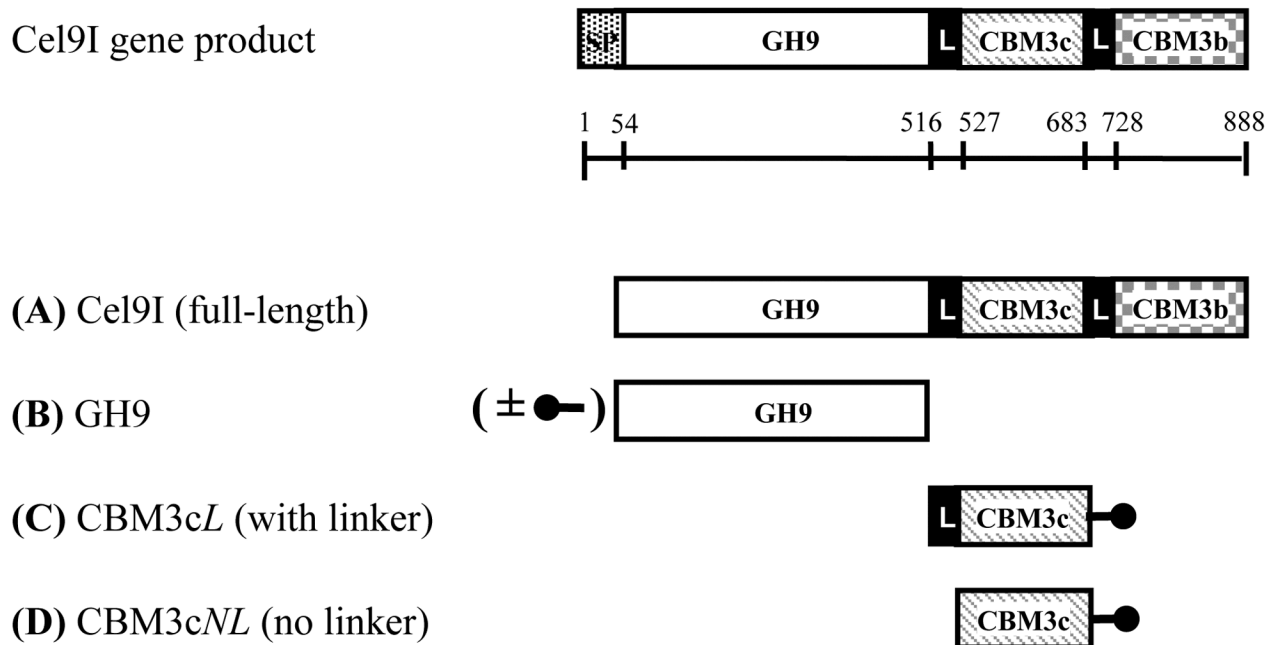 Cel9I gene product SP GH9 L CBM3c L CBM3b
1 54 516 527 683 728 888
(A) Cel9I (full-length) GH9 L CBM3c L CBM3b
(B) GH9 ( ± ) GH9
(C) CBM3cL (with linker) L CBM3c
(D) CBM3cNL (no linker) CBM3c